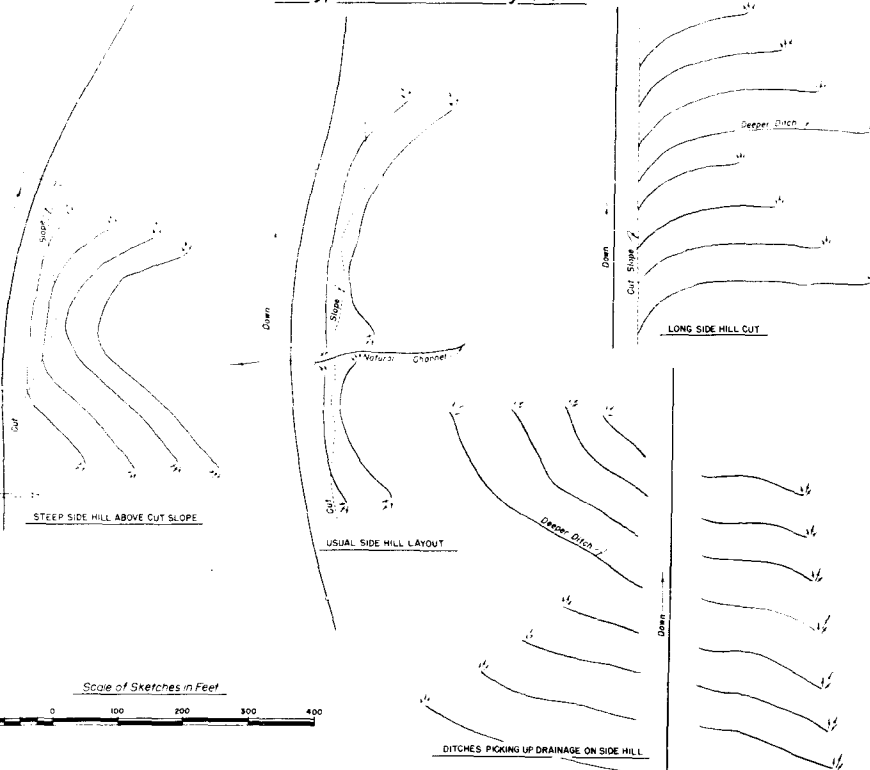 Slope
Cut
STEEP SIDE HILL ABOVE CUT SLOPE
Down
Slope
Natural Channel
Cut
USUAL SIDE HILL LAYOUT
Deeper Ditch
Down
Cut Slope
LONG SIDE HILL CUT
Deeper Ditch
Down
DITCHES PICKING UP DRAINAGE ON SIDE HILL
Scale of Sketches in Feet
0 100 200 300 400